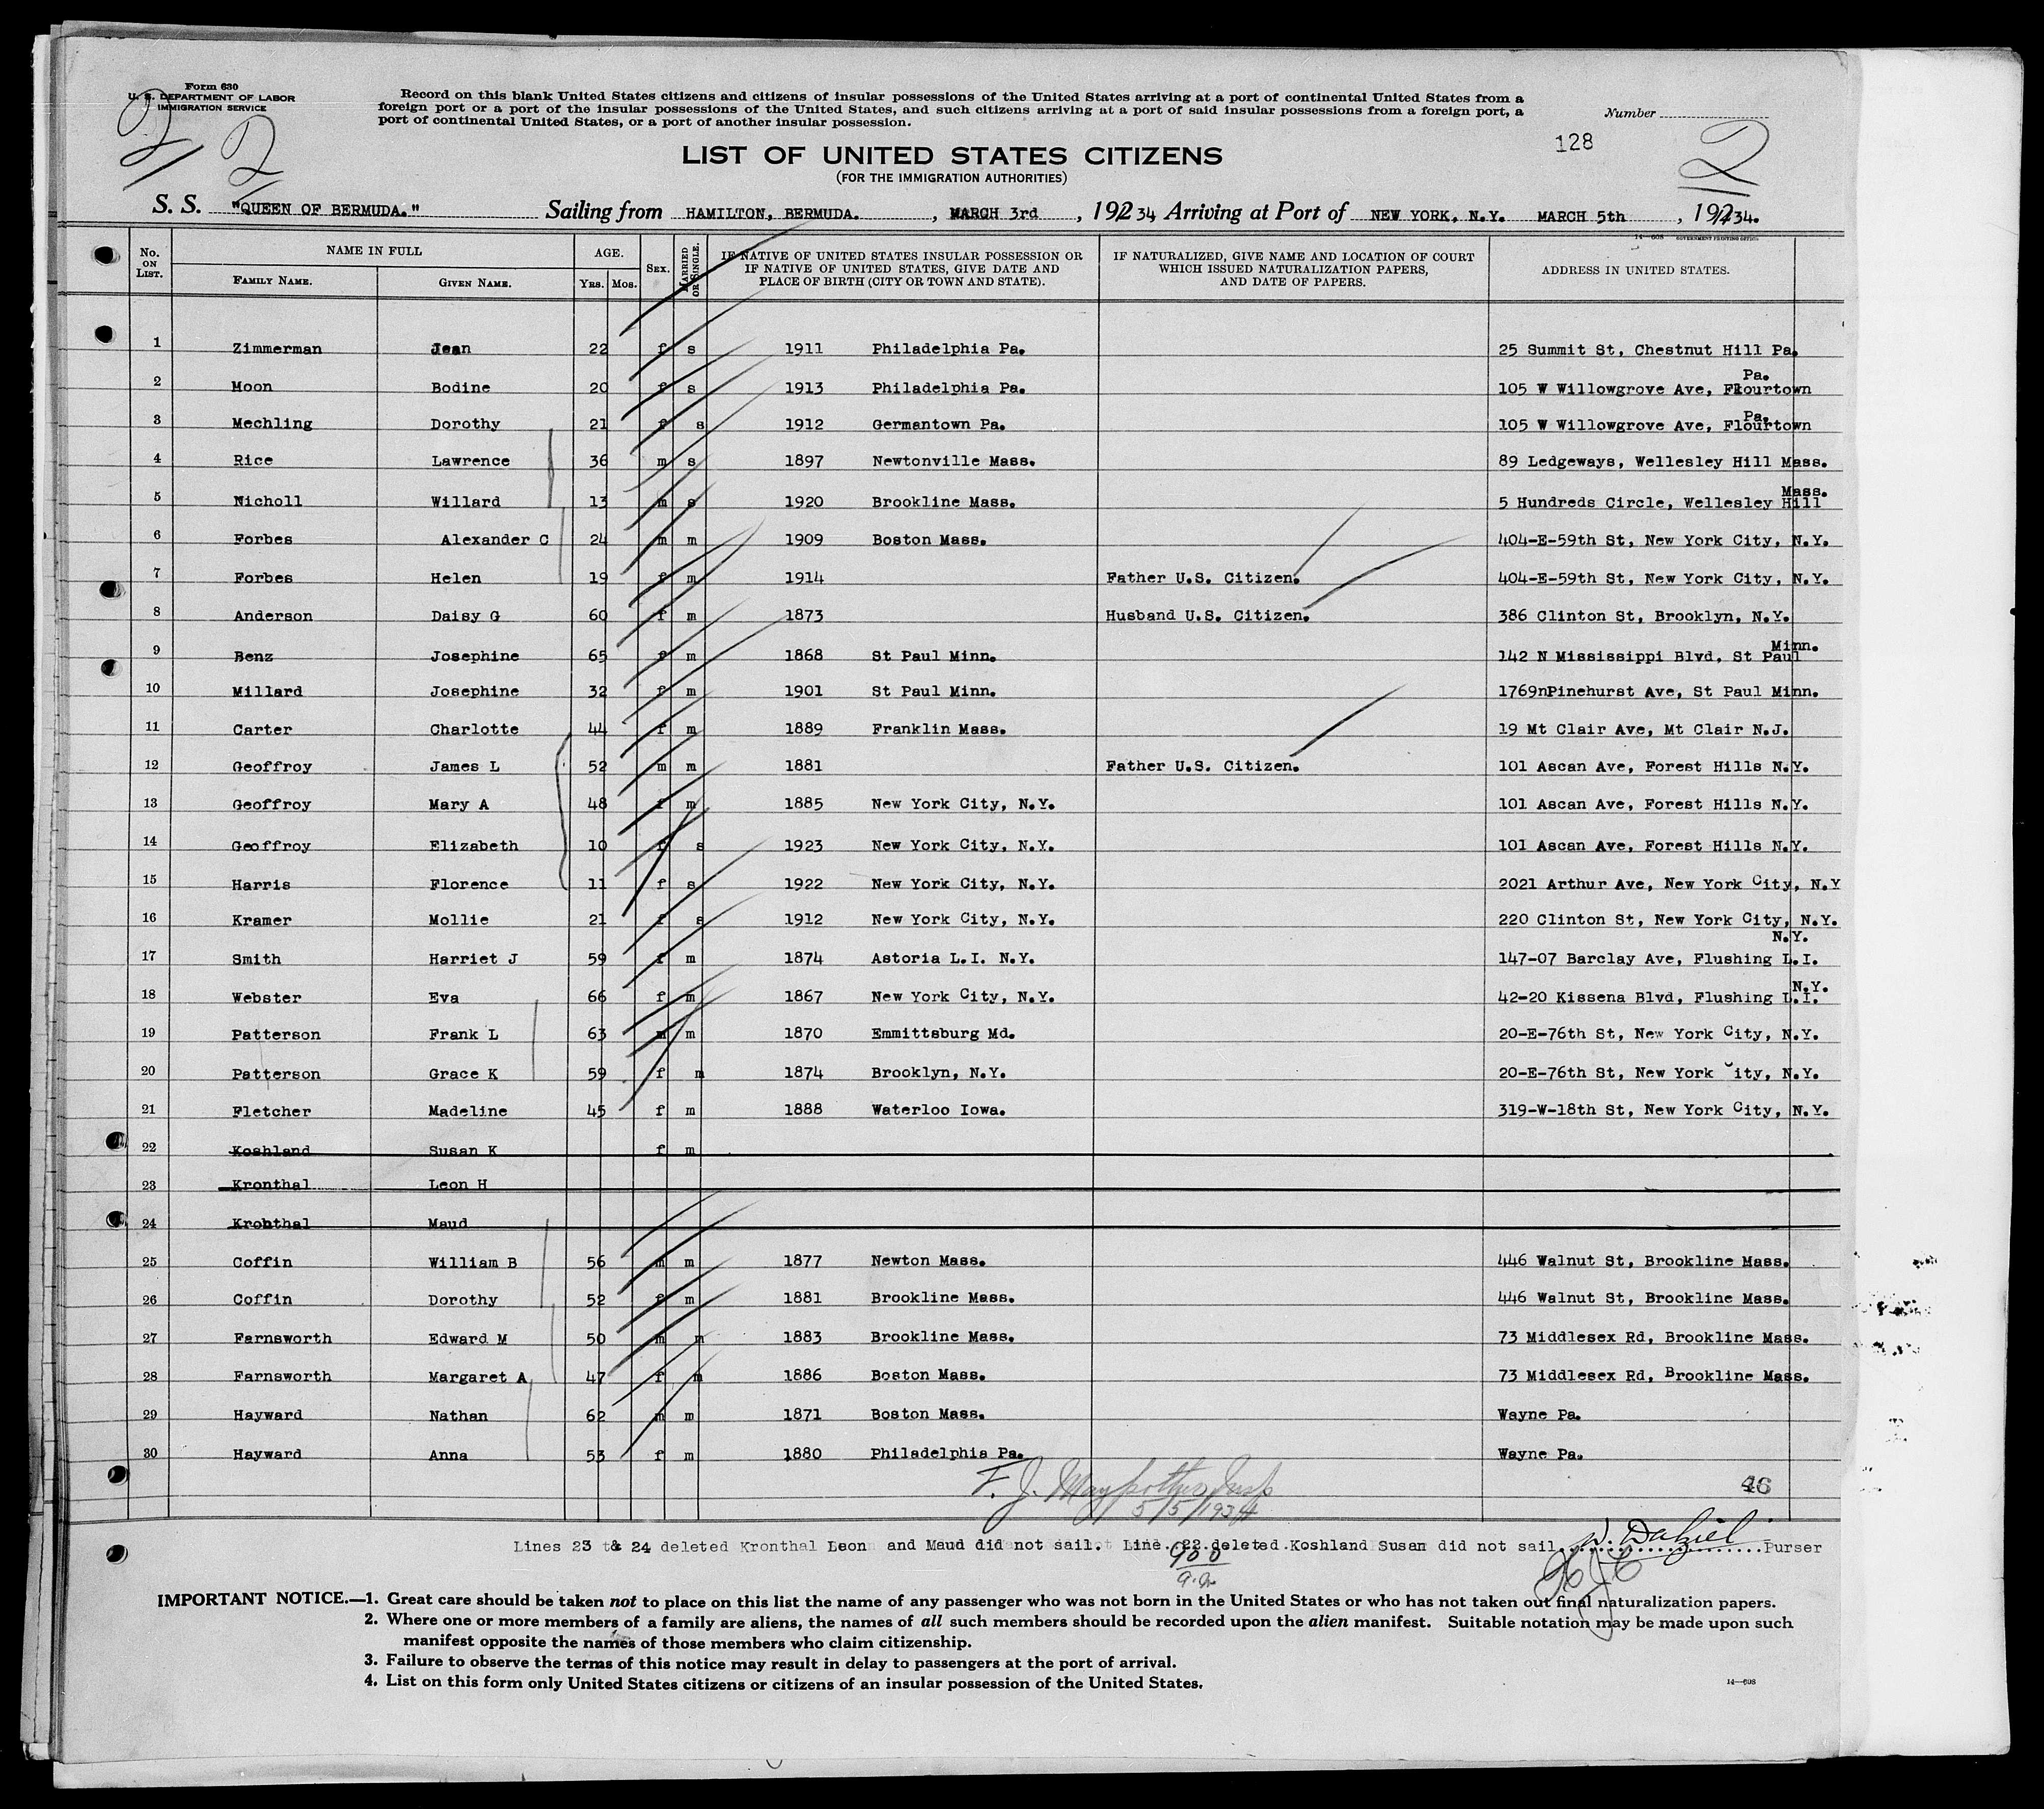 Form 630
U. S. DEPARTMENT OF LABOR
IMMIGRATION SERVICE
Record on this blank United States citizens and citizens of insular possessions of the United States arriving at a port of continental United States from a
foreign port or a port of the insular possessions of the United States, and such citizens arriving at a port of said insular possessions from a foreign port, a
port of continental United States, or a port of another insular possession.
Number
128
2 2 2
LIST OF UNITED STATES CITIZENS
(FOR THE IMMIGRATION AUTHORITIES)
S. S. "QUEEN OF BERMUDA." Sailing from HAMILTON, BERMUDA. , MARCH 3rd , 192 34 Arriving at Port of NEW YORK, N.Y. MARCH 5th , 192 34.
14—608 GOVERNMENT PRINTING OFFICE
No. ON LIST. NAME IN FULL FAMILY NAME. GIVEN NAME. AGE. YRS. MOS. SEX. MARRIED OR SINGLE. IF NATIVE OF UNITED STATES INSULAR POSSESSION OR IF NATIVE OF UNITED STATES, GIVE DATE AND PLACE OF BIRTH (CITY OR TOWN AND STATE). IF NATURALIZED, GIVE NAME AND LOCATION OF COURT WHICH ISSUED NATURALIZATION PAPERS, AND DATE OF PAPERS. ADDRESS IN UNITED STATES.
1 Zimmerman Jean 22 f s 1911 Philadelphia Pa. 25 Summit St, Chestnut Hill Pa.
2 Moon Bodine 20 f s 1913 Philadelphia Pa. 105 W Willowgrove Ave, Flourtown Pa.
3 Mechling Dorothy 21 f s 1912 Germantown Pa. 105 W Willowgrove Ave, Flourtown Pa.
4 Rice Lawrence 36 m s 1897 Newtonville Mass. 89 Ledgeways, Wellesley Hill Mass.
5 Nicholl Willard 13 m s 1920 Brookline Mass. 5 Hundreds Circle, Wellesley Hill Mass.
6 Forbes Alexander C 24 m m 1909 Boston Mass. 404-E-59th St, New York City, N.Y.
7 Forbes Helen 19 f m 1914 Father U.S. Citizen. 404-E-59th St, New York City, N.Y.
8 Anderson Daisy G 60 f m 1873 Husband U.S. Citizen. 386 Clinton St, Brooklyn, N.Y.
9 Benz Josephine 65 f m 1868 St Paul Minn. 142 N Mississippi Blvd, St Paul Minn.
10 Millard Josephine 32 f m 1901 St Paul Minn. 1769nPinehurst Ave, St Paul Minn.
11 Carter Charlotte 44 f m 1889 Franklin Mass. 19 Mt Clair Ave, Mt Clair N.J.
12 Geoffroy James L 52 m m 1881 Father U.S. Citizen. 101 Ascan Ave, Forest Hills N.Y.
13 Geoffroy Mary A 48 f m 1885 New York City, N.Y. 101 Ascan Ave, Forest Hills N.Y.
14 Geoffroy Elizabeth 10 f s 1923 New York City, N.Y. 101 Ascan Ave, Forest Hills N.Y.
15 Harris Florence 11 f s 1922 New York City, N.Y. 2021 Arthur Ave, New York City, N.Y
16 Kramer Mollie 21 f s 1912 New York City, N.Y. 220 Clinton St, New York City, N.Y.
17 Smith Harriet J 59 f m 1874 Astoria L.I. N.Y. 147-07 Barclay Ave, Flushing L.I. N.Y.
18 Webster Eva 66 f m 1867 New York City, N.Y. 42-20 Kissena Blvd, Flushing L.I. N.Y.
19 Patterson Frank L 63 m m 1870 Emmittsburg Md. 20-E-76th St, New York City, N.Y.
20 Patterson Grace K 59 f m 1874 Brooklyn, N.Y. 20-E-76th St, New York City, N.Y.
21 Fletcher Madeline 45 f m 1888 Waterloo Iowa. 319-W-18th St, New York City, N.Y.
22 Koshland Susan K f m
23 Kronthal Leon H
24 Kronthal Maud
25 Coffin William B 56 m m 1877 Newton Mass. 446 Walnut St, Brookline Mass.
26 Coffin Dorothy 52 f m 1881 Brookline Mass. 446 Walnut St, Brookline Mass.
27 Farnsworth Edward M 50 m m 1883 Brookline Mass. 73 Middlesex Rd, Brookline Mass.
28 Farnsworth Margaret A 47 f m 1886 Boston Mass. 73 Middlesex Rd, Brookline Mass.
29 Hayward Nathan 62 m m 1871 Boston Mass. Wayne Pa.
30 Hayward Anna 53 f m 1880 Philadelphia Pa. Wayne Pa.
F. J. Insp
5/5/1934
46
Lines 23 & 24 deleted Kronthal Leon and Maud did not sail. Line. 22 deleted Koshland Susan did not sail. W. Dalziel Purser
900
IMPORTANT NOTICE.—1. Great care should be taken not to place on this list the name of any passenger who was not born in the United States or who has not taken out final naturalization papers.
2. Where one or more members of a family are aliens, the names of all such members should be recorded upon the alien manifest. Suitable notation may be made upon such
manifest opposite the names of those members who claim citizenship.
3. Failure to observe the terms of this notice may result in delay to passengers at the port of arrival.
4. List on this form only United States citizens or citizens of an insular possession of the United States.
14—608